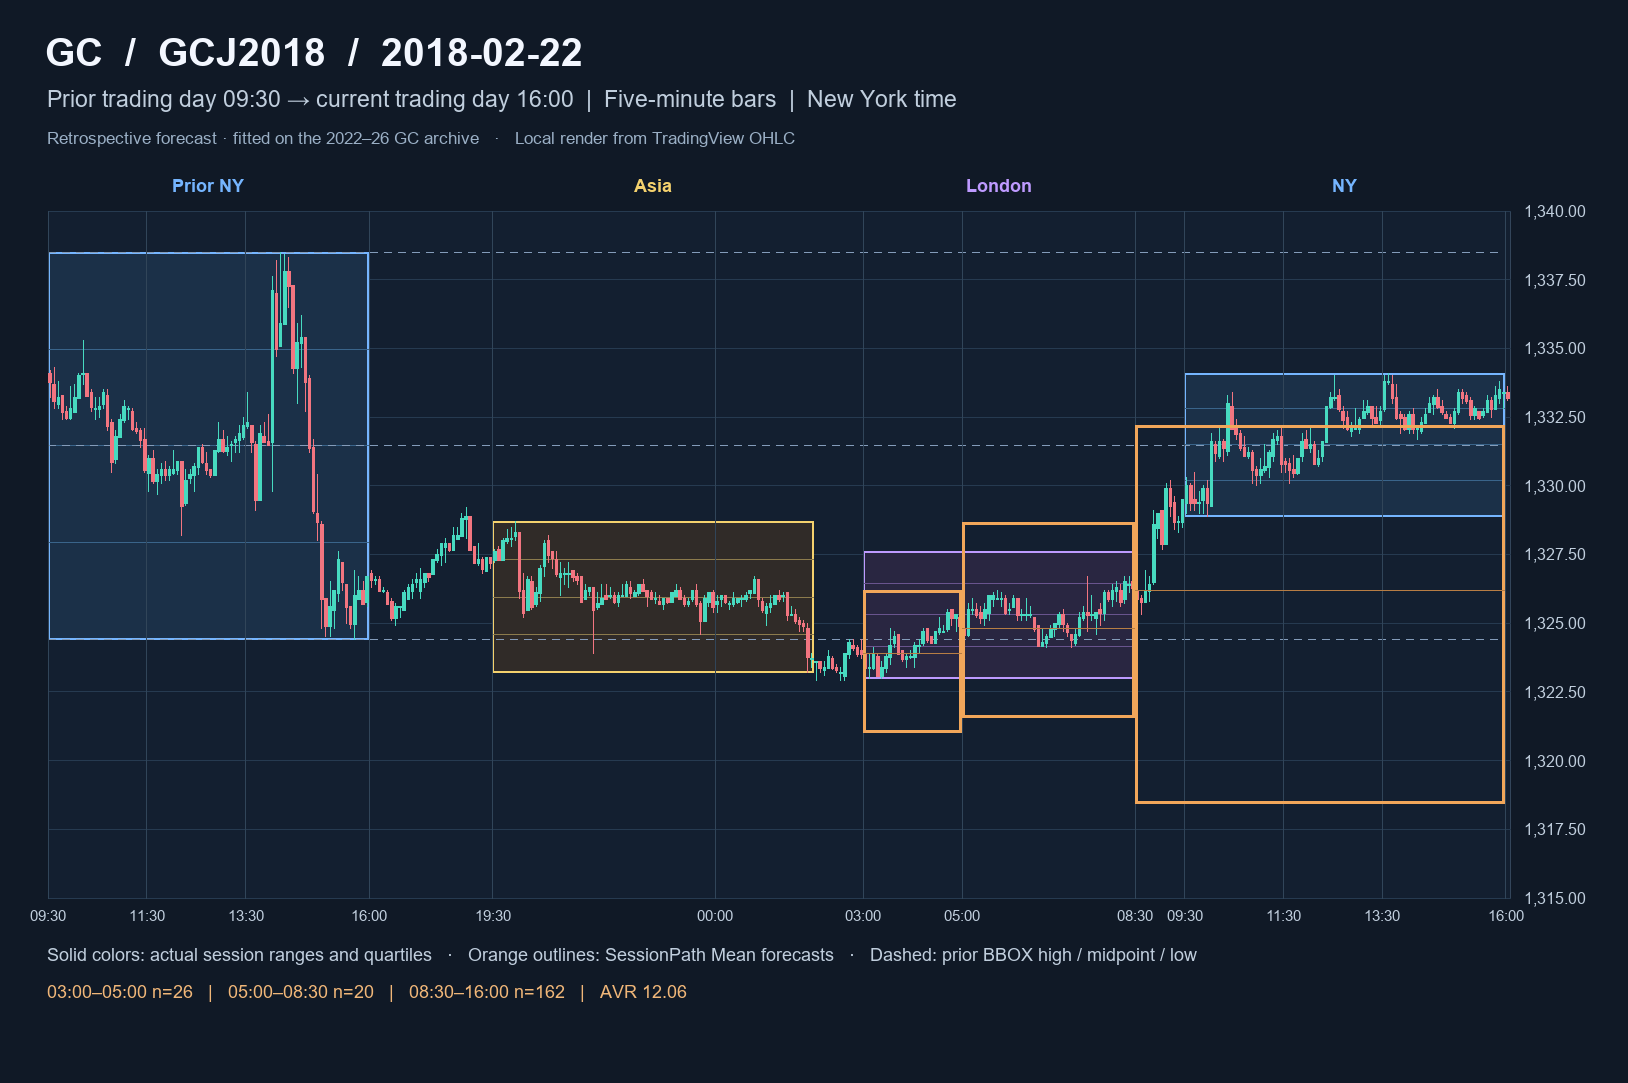 GC / GCJ2018 / 2018-02-22
Prior trading day 09:30 → current trading day 16:00 | Five-minute bars | New York time
Retrospective forecast · fitted on the 2022–26 GC archive · Local render from TradingView OHLC
Prior NY Asia London NY
1,340.00
1,337.50
1,335.00
1,332.50
1,330.00
1,327.50
1,325.00
1,322.50
1,320.00
1,317.50
1,315.00
09:30 11:30 13:30 16:00 19:30 00:00 03:00 05:00 08:30 09:30 11:30 13:30 16:00
Solid colors: actual session ranges and quartiles · Orange outlines: SessionPath Mean forecasts · Dashed: prior BBOX high / midpoint / low
03:00–05:00 n=26 | 05:00–08:30 n=20 | 08:30–16:00 n=162 | AVR 12.06